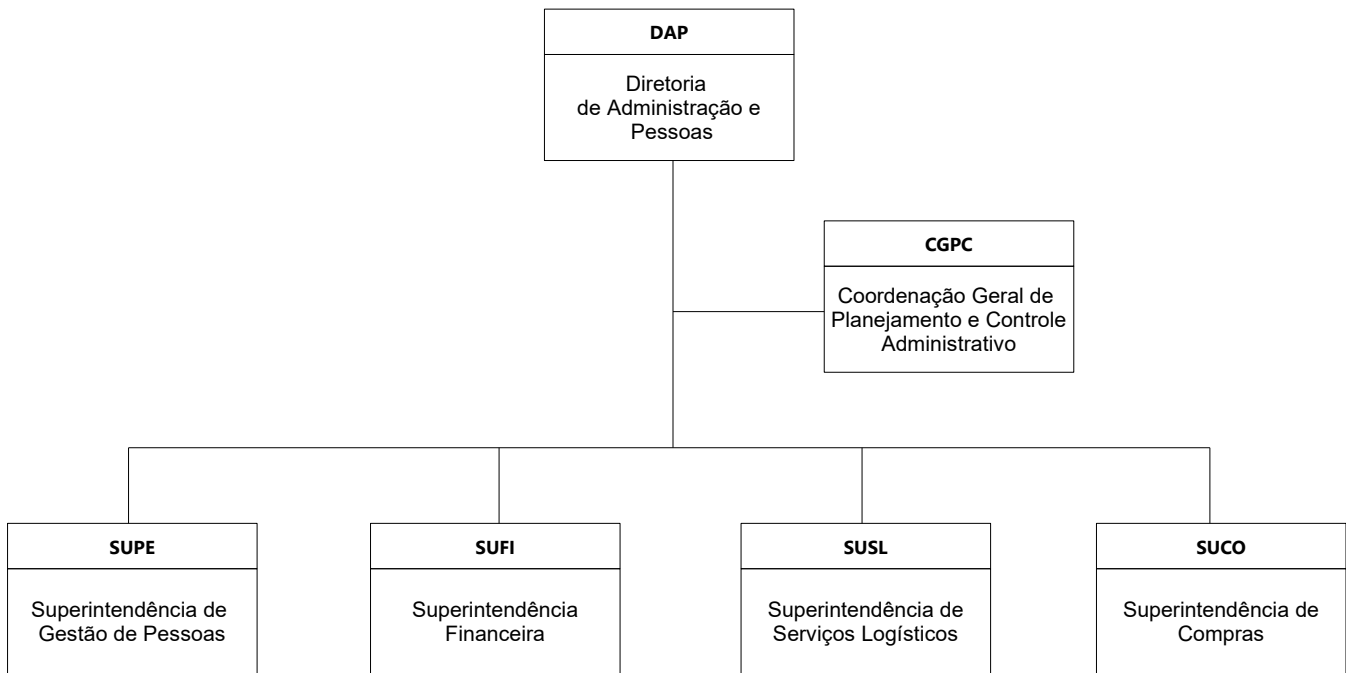 DAP
Diretoria
de Administração e
Pessoas
CGPC
Coordenação Geral de
Planejamento e Controle
Administrativo
SUPE
Superintendência de
Gestão de Pessoas
SUFI
Superintendência
Financeira
SUSL
Superintendência de
Serviços Logísticos
SUCO
Superintendência de
Compras